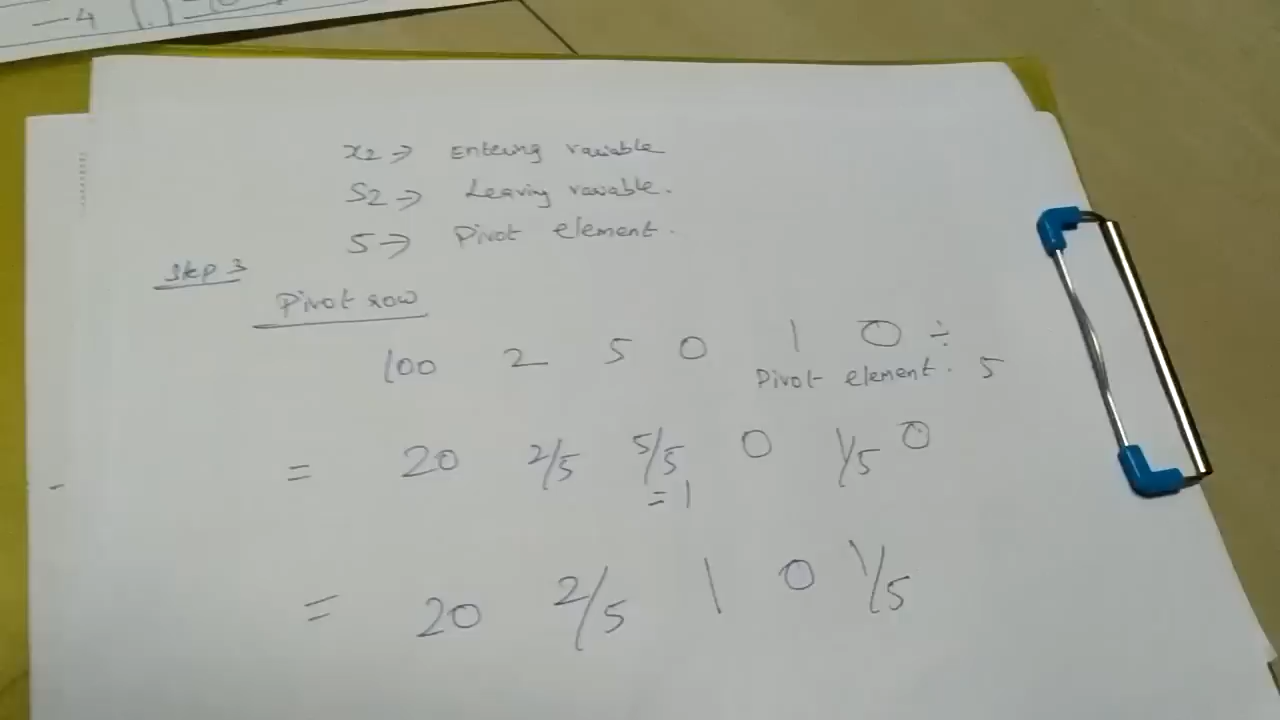 — 4 (.)
x2 → Entering variable
S2 → Leaving variable.
5 → Pivot element.
Step 3
Pivot row
100 2 5 0 1 0 ÷
Pivot element. 5
= 20 2/5 5/5 0 1/5 0
= 1
= 20 2/5 1 0 1/5